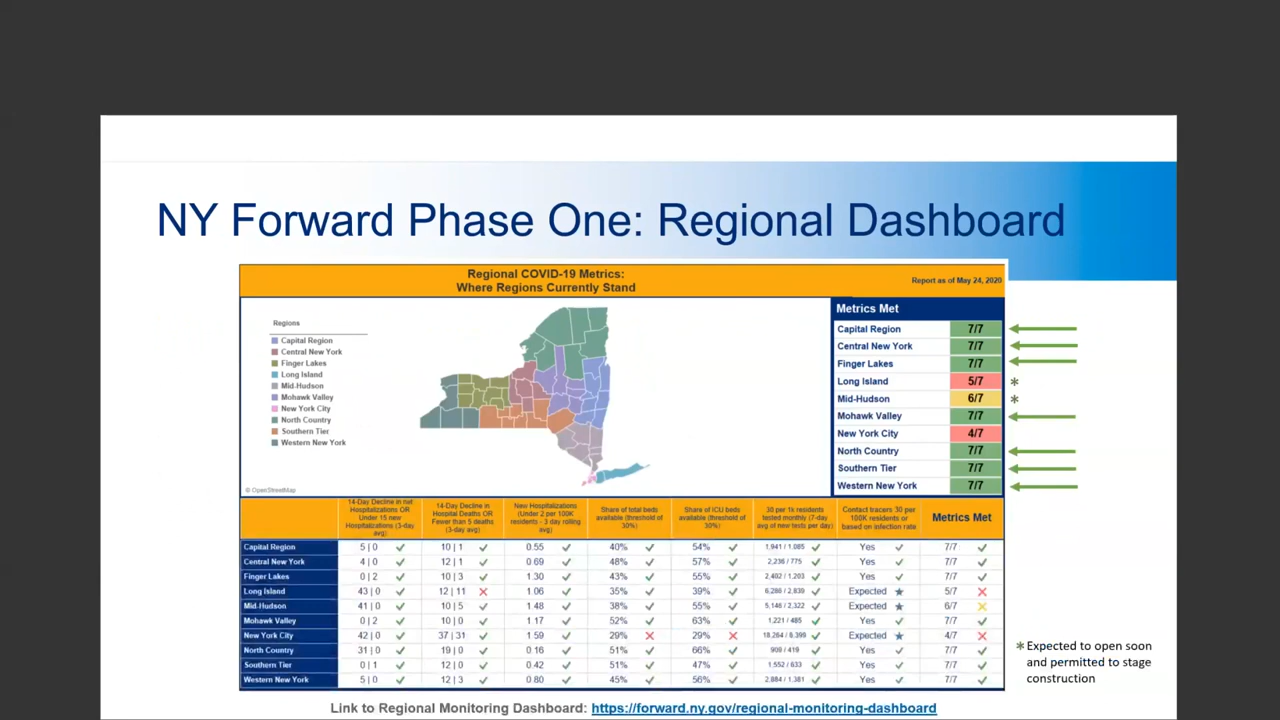 NY Forward Phase One: Regional Dashboard
Regional COVID-19 Metrics:
Where Regions Currently Stand
Report as of May 24, 2020
Regions
Capital Region
Central New York
Finger Lakes
Long Island
Mid-Hudson
Mohawk Valley
New York City
North Country
Southern Tier
Western New York
© OpenStreetMap
Metrics Met
Capital Region 7/7
Central New York 7/7
Finger Lakes 7/7
Long Island 5/7 *
Mid-Hudson 6/7 *
Mohawk Valley 7/7
New York City 4/7
North Country 7/7
Southern Tier 7/7
Western New York 7/7
14-Day Decline in net
Hospitalizations OR
Under 15 new
Hospitalizations (3-day
avg)
14-Day Decline in
Hospital Deaths OR
Fewer than 5 deaths
(3-day avg)
New Hospitalizations
(Under 2 per 100K
residents - 3 day rolling
avg)
Share of total beds
available (threshold of
30%)
Share of ICU beds
available (threshold of
30%)
30 per 1k residents
tested monthly (7-day
avg of new tests per day)
Contact tracers 30 per
100K residents or
based on infection rate
Metrics Met
Capital Region 5 | 0 ✓ 10 | 1 ✓ 0.55 ✓ 40% ✓ 54% ✓ 1,941 / 1,085 ✓ Yes ✓ 7/7 ✓
Central New York 4 | 0 ✓ 12 | 1 ✓ 0.69 ✓ 48% ✓ 57% ✓ 2,236 / 775 ✓ Yes ✓ 7/7 ✓
Finger Lakes 0 | 2 ✓ 10 | 3 ✓ 1.30 ✓ 43% ✓ 55% ✓ 2,402 / 1,203 ✓ Yes ✓ 7/7 ✓
Long Island 43 | 0 ✓ 12 | 11 ✗ 1.06 ✓ 35% ✓ 39% ✓ 6,286 / 2,839 ✓ Expected ★ 5/7 ✗
Mid-Hudson 41 | 0 ✓ 10 | 5 ✓ 1.48 ✓ 38% ✓ 55% ✓ 5,146 / 2,322 ✓ Expected ★ 6/7 ✗
Mohawk Valley 0 | 2 ✓ 10 | 0 ✓ 1.17 ✓ 52% ✓ 63% ✓ 1,221 / 485 ✓ Yes ✓ 7/7 ✓
New York City 42 | 0 ✓ 37 | 31 ✓ 1.59 ✓ 29% ✗ 29% ✗ 18,264 / 8,398 ✓ Expected ★ 4/7 ✗
North Country 31 | 0 ✓ 19 | 0 ✓ 0.16 ✓ 51% ✓ 66% ✓ 908 / 419 ✓ Yes ✓ 7/7 ✓
Southern Tier 0 | 1 ✓ 12 | 0 ✓ 0.42 ✓ 51% ✓ 47% ✓ 1,552 / 633 ✓ Yes ✓ 7/7 ✓
Western New York 5 | 0 ✓ 12 | 3 ✓ 0.80 ✓ 45% ✓ 56% ✓ 2,884 / 1,381 ✓ Yes ✓ 7/7 ✓
*Expected to open soon
and permitted to stage
construction
Link to Regional Monitoring Dashboard: https://forward.ny.gov/regional-monitoring-dashboard